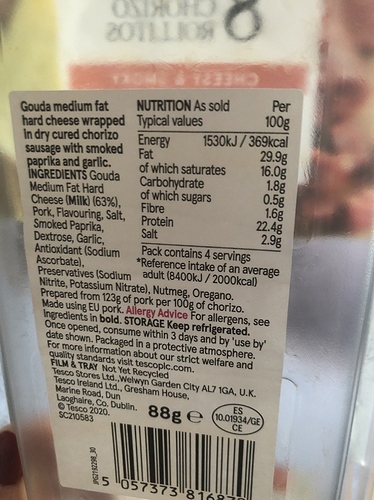 8 CHORIZO
ROLLITOS
CHEESY & SMOKY
Gouda medium fat
hard cheese wrapped
in dry cured chorizo
sausage with smoked
paprika and garlic.
INGREDIENTS Gouda
Medium Fat Hard
Cheese (Milk) (63%),
Pork, Flavouring, Salt,
Smoked Paprika,
Dextrose, Garlic,
Antioxidant (Sodium
Ascorbate),
Preservatives (Sodium
Nitrite, Potassium Nitrate), Nutmeg, Oregano.
Prepared from 123g of pork per 100g of chorizo.
Made using EU pork. Allergy Advice For allergens, see
ingredients in bold. STORAGE Keep refrigerated.
Once opened, consume within 3 days and by 'use by'
date shown. Packaged in a protective atmosphere.
For more information about our strict welfare and
quality standards visit tescoplc.com.
FILM & TRAY Not Yet Recycled
Tesco Stores Ltd., Welwyn Garden City AL7 1GA, U.K.
Tesco Ireland Ltd., Gresham House,
Marine Road, Dun
Laoghaire, Co. Dublin.
© Tesco 2020.
SC210583
NUTRITION As sold Per
Typical values 100g
Energy 1530kJ / 369kcal
Fat 29.9g
of which saturates 16.0g
Carbohydrate 1.8g
of which sugars 0.5g
Fibre 1.6g
Protein 22.4g
Salt 2.9g
Pack contains 4 servings
*Reference intake of an average
adult (8400kJ / 2000kcal)
88g e
ES
10.01934/GE
CE
5 057373